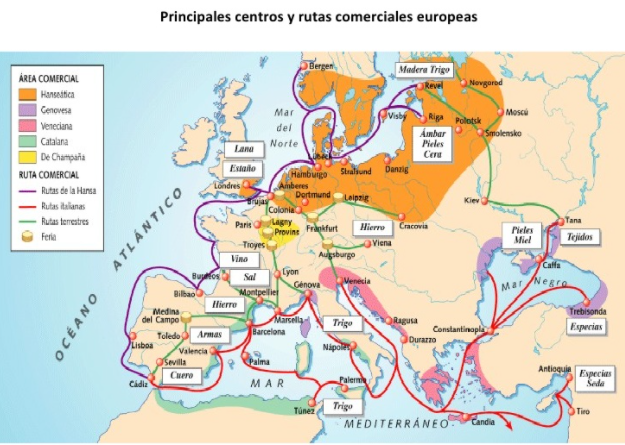 Principales centros y rutas comerciales europeas
ÁREA COMERCIAL
Hanseática
Genovesa
Veneciana
Catalana
De Champaña
RUTA COMERCIAL
Rutas de la Hansa
Rutas italianas
Rutas terrestres
Feria
Bergen
Madera Trigo
Novgorod
Revel
Mar
del
Norte
Visby
Riga
Polotsk
Moscú
Smolensko
Ámbar
Pieles
Cera
Lana
Estaño
Lübeck
Hamburgo
Stralsund
Danzig
Londres
Amberes
Brujas
Dortmund
Leipzig
Colonia
Kiev
París
Lagny
Provins
Frankfurt
Hierro
Cracovia
Troyes
Viena
Augsburgo
Pieles
Miel
Tana
Tejidos
OCÉANO ATLÁNTICO
Vino
Burdeos
Sal
Lyon
Caffa
Bilbao
Montpellier
Génova
Venecia
Mar Negro
Hierro
Medina
del Campo
Marsella
Trebisonda
Especias
Ragusa
Constantinopla
Lisboa
Toledo
Armas
Barcelona
Trigo
Durazzo
Valencia
Nápoles
Sevilla
Palma
Antioquía
Especias
Seda
Cuero
Cádiz
MAR
Palermo
Túnez
Trigo
MEDITERRÁNEO
Candia
Tiro